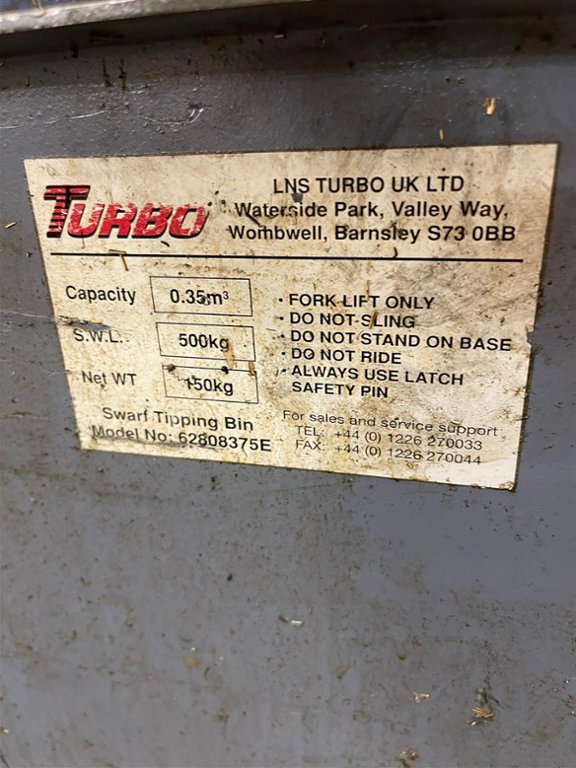 TURBO
LNS TURBO UK LTD
Waterside Park, Valley Way,
Wombwell, Barnsley S73 0BB
Capacity 0.35m³
S.W.L. 500kg
Net WT 150kg
Swarf Tipping Bin
Model No: 62808375E
· FORK LIFT ONLY
· DO NOT SLING
· DO NOT STAND ON BASE
· DO NOT RIDE
· ALWAYS USE LATCH
SAFETY PIN
For sales and service support
TEL: +44 (0) 1226 270033
FAX: +44 (0) 1226 270044